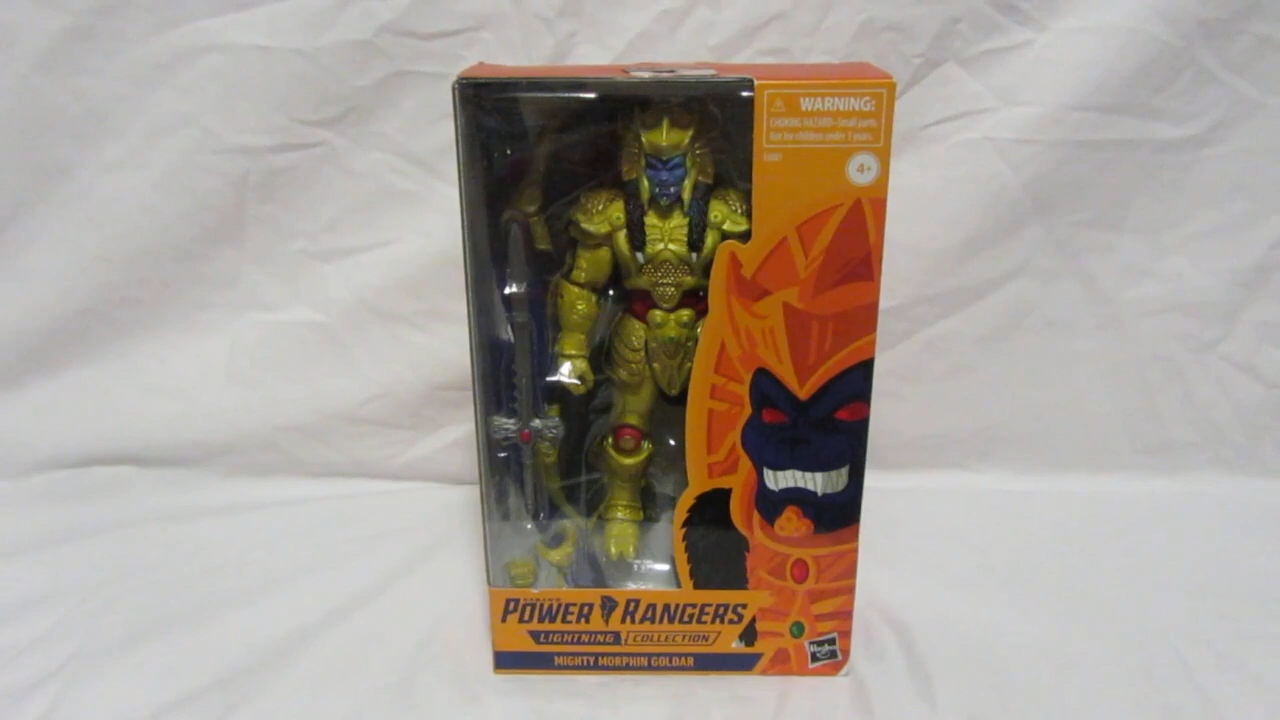 WARNING:
CHOKING HAZARD–Small parts.
Not for children under 3 years.
4+
SABAN'S
POWER RANGERS
LIGHTNING COLLECTION
MIGHTY MORPHIN GOLDAR
Hasbro